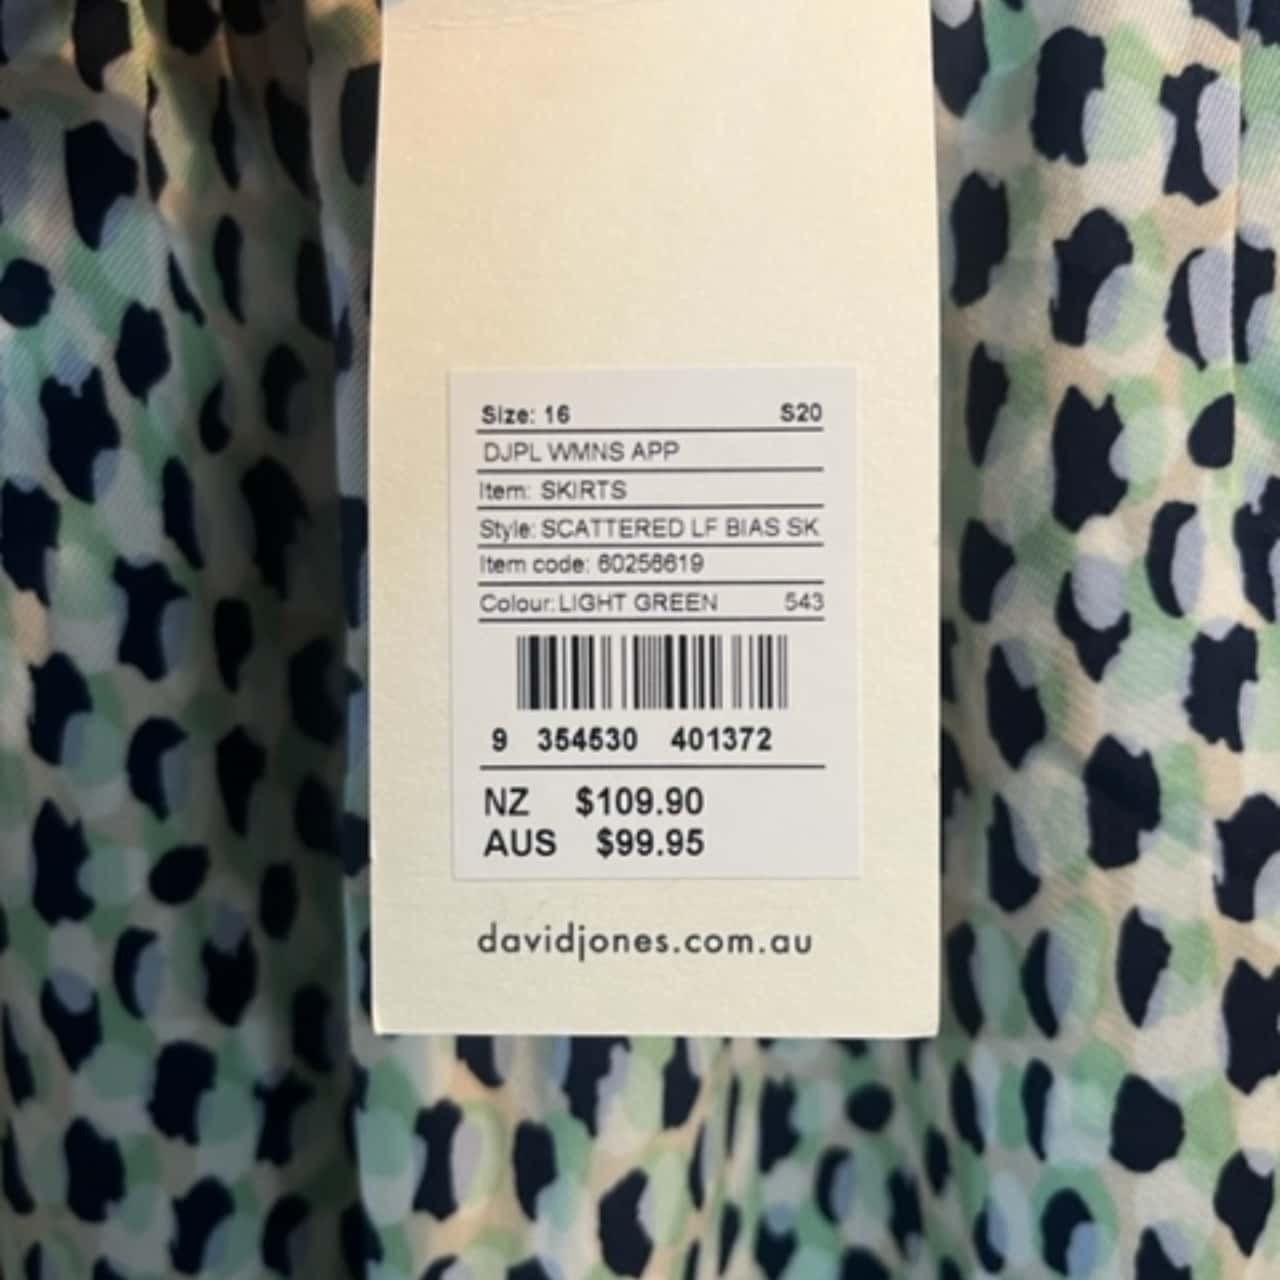 Size: 16 S20
DJPL WMNS APP
Item: SKIRTS
Style: SCATTERED LF BIAS SK
Item code: 60256619
Colour: LIGHT GREEN 543
9 354530 401372
NZ $109.90
AUS $99.95
davidjones.com.au